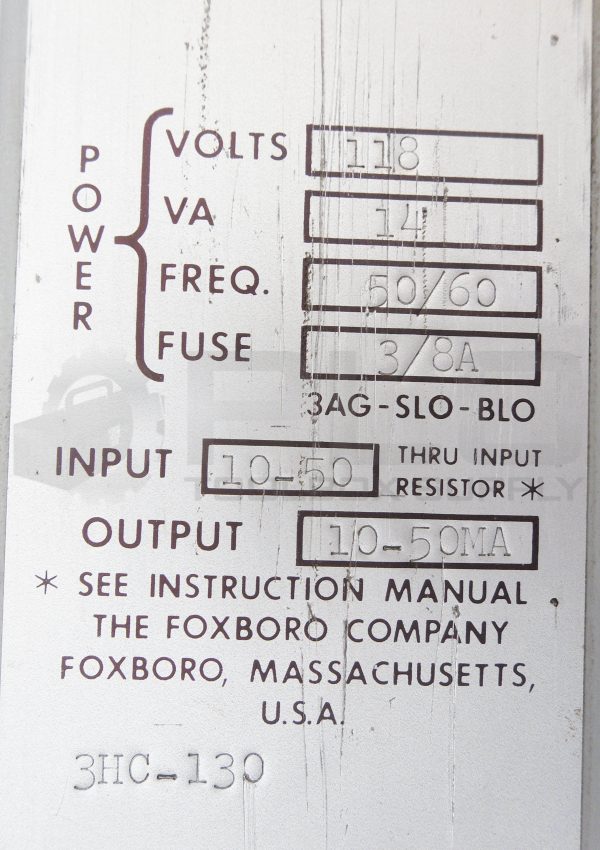 POWER
VOLTS 118
VA 14
FREQ. 50/60
FUSE 3/8A
3AG-SLO-BLO
INPUT 10-50 THRU INPUT
RESISTOR *
OUTPUT 10-50MA
* SEE INSTRUCTION MANUAL
THE FOXBORO COMPANY
FOXBORO, MASSACHUSETTS,
U.S.A.
3HC-130